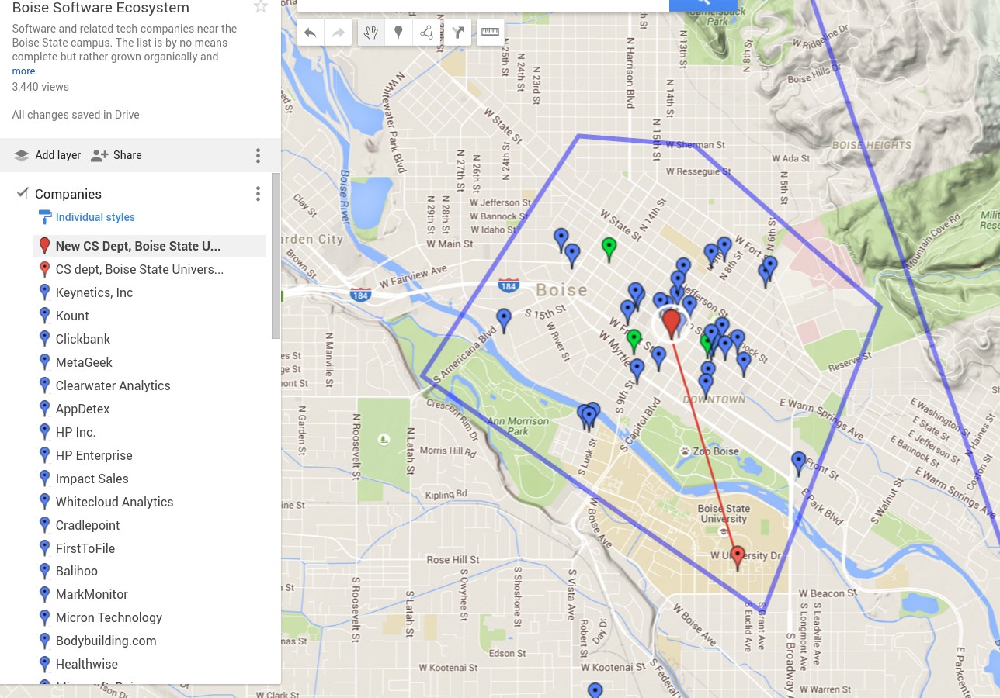 Boise Software Ecosystem
Software and related tech companies near the
Boise State campus. The list is by no means
complete but rather grown organically and
more
3,440 views
All changes saved in Drive
Add layer
Share
Companies
Individual styles
New CS Dept, Boise State U...
CS dept, Boise State Univers...
Keynetics, Inc
Kount
Clickbank
MetaGeek
Clearwater Analytics
AppDetex
HP Inc.
HP Enterprise
Impact Sales
Whitecloud Analytics
Cradlepoint
FirstToFile
Balihoo
MarkMonitor
Micron Technology
Bodybuilding.com
Healthwise
Camelsback
Park
W Ridgeline Dr
Boise Hills Dr
N 8th St
N 13th St
N Harrison Blvd
N 14th St
N 15th St
N 25th St
N 24th St
N 23rd St
N Whitewater Park Blvd
W State St
N 24th St
N 26th St
N 27th St
W Sherman St
W Resseguie St
W Ada St
N 5th St
BOISE HEIGHTS
Boise River
Clay St
arden City
Brown St
W Jefferson St
W Bannock St
W Idaho St
W Main St
N 29th St
N 28th St
W State St
N 14th St
N 6th St
W Fort St
N 8th St
Mountain Cove Rd
W Fairview Ave
184
184
Boise
S 15th St
S Americana Blvd
W River St
W Myrtle
Jefferson St
Reserve St
N Manville St
S 9th St
S Capitol Blvd
DOWNTOWN
E Warm Springs Ave
E Washington St
E State St
E Jefferson St
E Bannock St
E Warm Springs Ave
N Haines St
Coston St
Crescent Rim Dr
Ann Morrison
Park
N Garden St
N Roosevelt St
N Latah St
Morris Hill Rd
S Lusk St
Zoo Boise
Front St
E Park Blvd
S Walnut St
Kipling Rd
W Boise Ave
Boise State
University
W University Dr
Rose Hill St
W Beacon St
S Roosevelt St
S Latah St
S Owyhee St
S Shoshone St
S Vista Ave
W Boise Ave
S Euclid Ave
S Grant Ave
S Longmont Ave
S Leadville Ave
S Broadway A
Robert St
Day Dr
Edson St
W Kootenai St
W Kootenai St
S Federal
E Parkcente
W Warren St
W Clark St